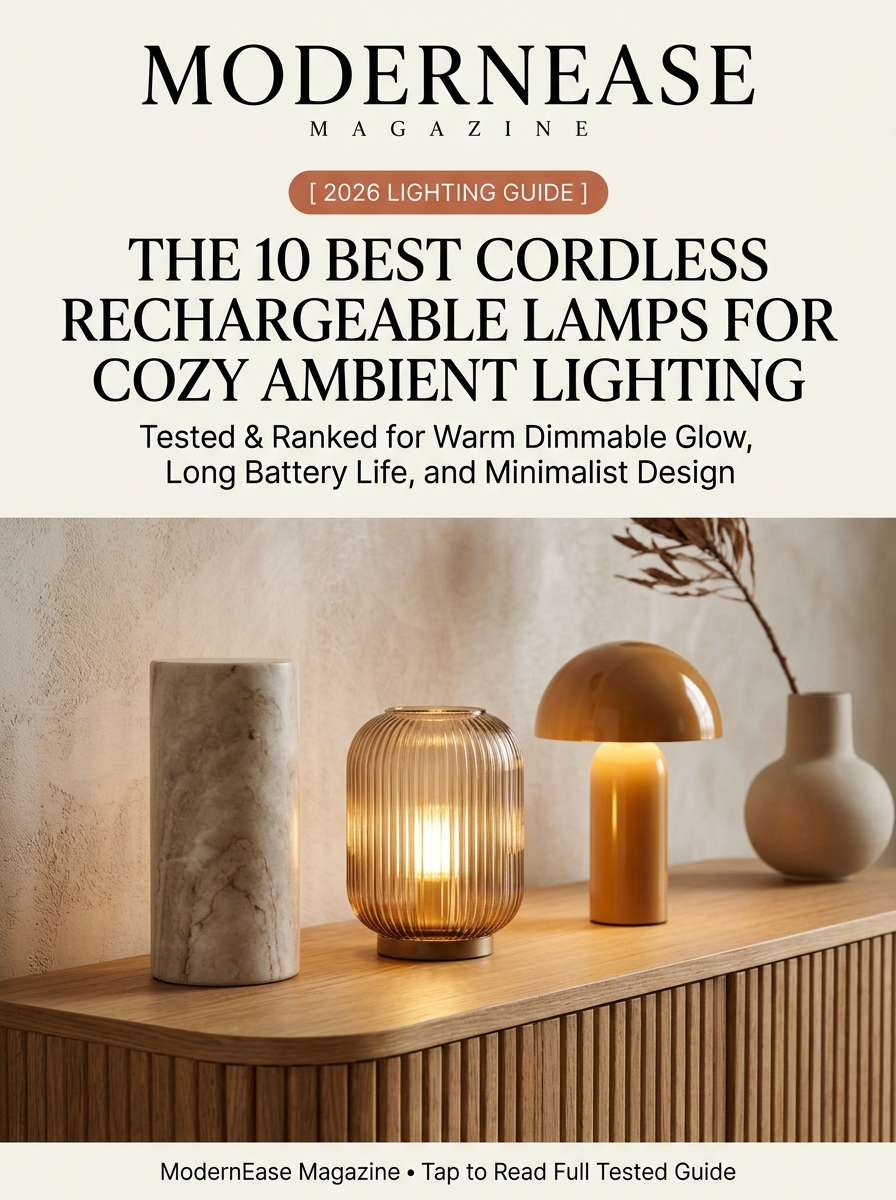 MODERNEASE
MAGAZINE
[ 2026 LIGHTING GUIDE ]
THE 10 BEST CORDLESS
RECHARGEABLE LAMPS FOR
COZY AMBIENT LIGHTING
Tested & Ranked for Warm Dimmable Glow,
Long Battery Life, and Minimalist Design
ModernEase Magazine • Tap to Read Full Tested Guide